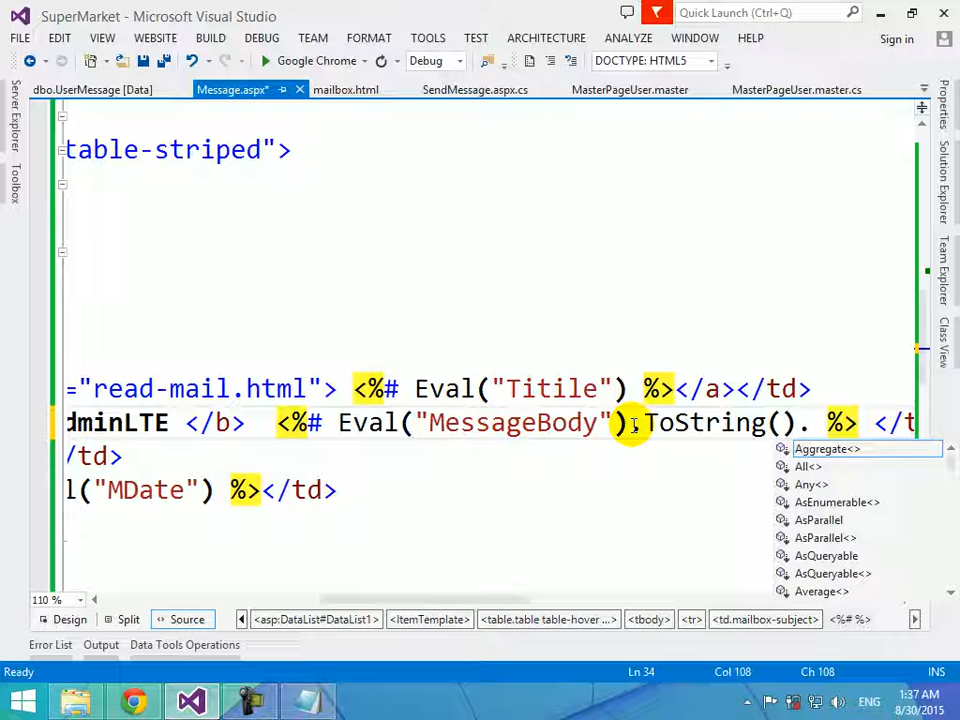 SuperMarket - Microsoft Visual Studio
Quick Launch (Ctrl+Q)
FILE EDIT VIEW WEBSITE BUILD DEBUG TEAM FORMAT TOOLS TEST ARCHITECTURE ANALYZE WINDOW HELP Sign in
Google Chrome Debug DOCTYPE: HTML5
dbo.UserMessage [Data] Message.aspx* mailbox.html SendMessage.aspx.cs MasterPageUser.master MasterPageUser.master.cs
Server Explorer
Toolbox
Properties
Solution Explorer
Team Explorer
Class View
table-striped">
="read-mail.html"> <%# Eval("Titile") %></a></td>
dminLTE </b> <%# Eval("MessageBody").ToString(). %> </t
/td>
l("MDate") %></td>
Aggregate<>
All<>
Any<>
AsEnumerable<>
AsParallel
AsParallel<>
AsQueryable
AsQueryable<>
Average<>
110 %
Design Split Source <asp:DataList#DataList1> <ItemTemplate> <table.table table-hover ...> <tbody> <tr> <td.mailbox-subject> <%# %>
Error List Output Data Tools Operations
Ready Ln 34 Col 108 Ch 108 INS
ENG
1:37 AM
8/30/2015